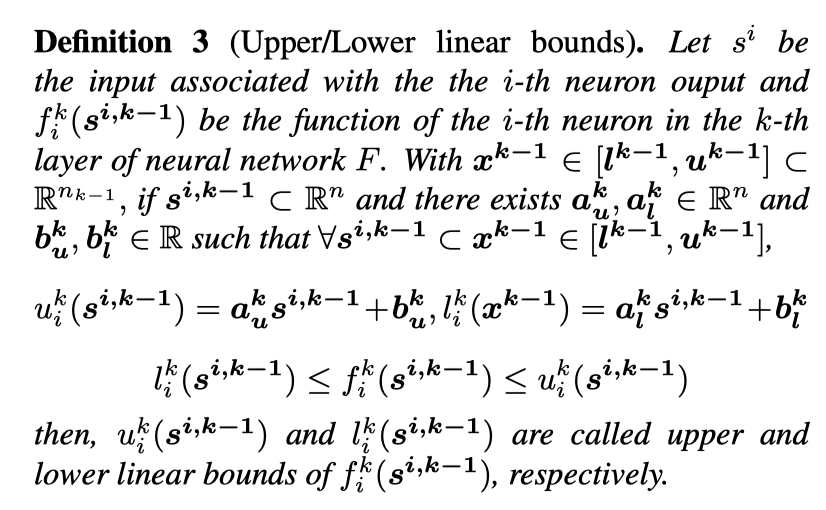 Definition 3 (Upper/Lower linear bounds). Let $s^i$ be
the input associated with the the i-th neuron ouput and
$f_i^k(\boldsymbol{s^{i,k-1}})$ be the function of the i-th neuron in the k-th
layer of neural network F. With $\boldsymbol{x^{k-1}} \in [\boldsymbol{l^{k-1}}, \boldsymbol{u^{k-1}}] \subset$
$\mathbb{R}^{n_{k-1}}$, if $\boldsymbol{s^{i,k-1}} \subset \mathbb{R}^n$ and there exists $\boldsymbol{a_u^k}, \boldsymbol{a_l^k} \in \mathbb{R}^n$ and
$\boldsymbol{b_u^k}, \boldsymbol{b_l^k} \in \mathbb{R}$ such that $\forall \boldsymbol{s^{i,k-1}} \subset \boldsymbol{x^{k-1}} \in [\boldsymbol{l^{k-1}}, \boldsymbol{u^{k-1}}]$,
$u_i^k(\boldsymbol{s^{i,k-1}}) = \boldsymbol{a_u^k s^{i,k-1}} + \boldsymbol{b_u^k}, l_i^k(\boldsymbol{x^{k-1}}) = \boldsymbol{a_l^k s^{i,k-1}} + \boldsymbol{b_l^k}$
$l_i^k(\boldsymbol{s^{i,k-1}}) \leq f_i^k(\boldsymbol{s^{i,k-1}}) \leq u_i^k(\boldsymbol{s^{i,k-1}})$
then, $u_i^k(\boldsymbol{s^{i,k-1}})$ and $l_i^k(\boldsymbol{s^{i,k-1}})$ are called upper and
lower linear bounds of $f_i^k(\boldsymbol{s^{i,k-1}})$, respectively.